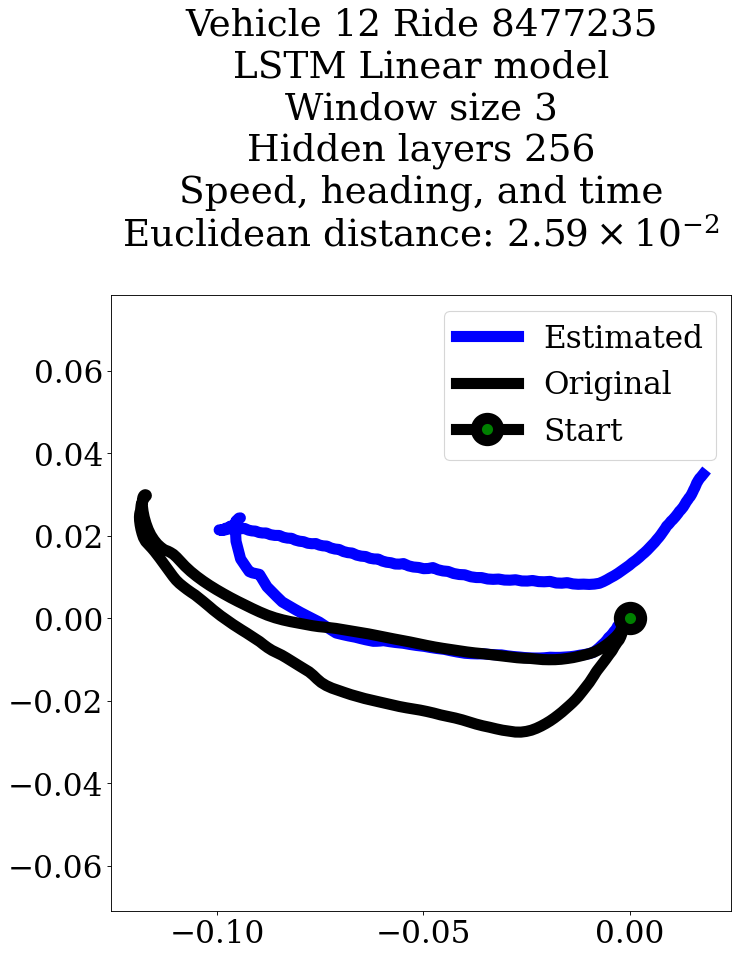 Vehicle 12 Ride 8477235
LSTM Linear model
Window size 3
Hidden layers 256
Speed, heading, and time
Euclidean distance: 2.59 × 10⁻²
Estimated
Original
Start
0.06
0.04
0.02
0.00
−0.02
−0.04
−0.06
−0.10
−0.05
0.00